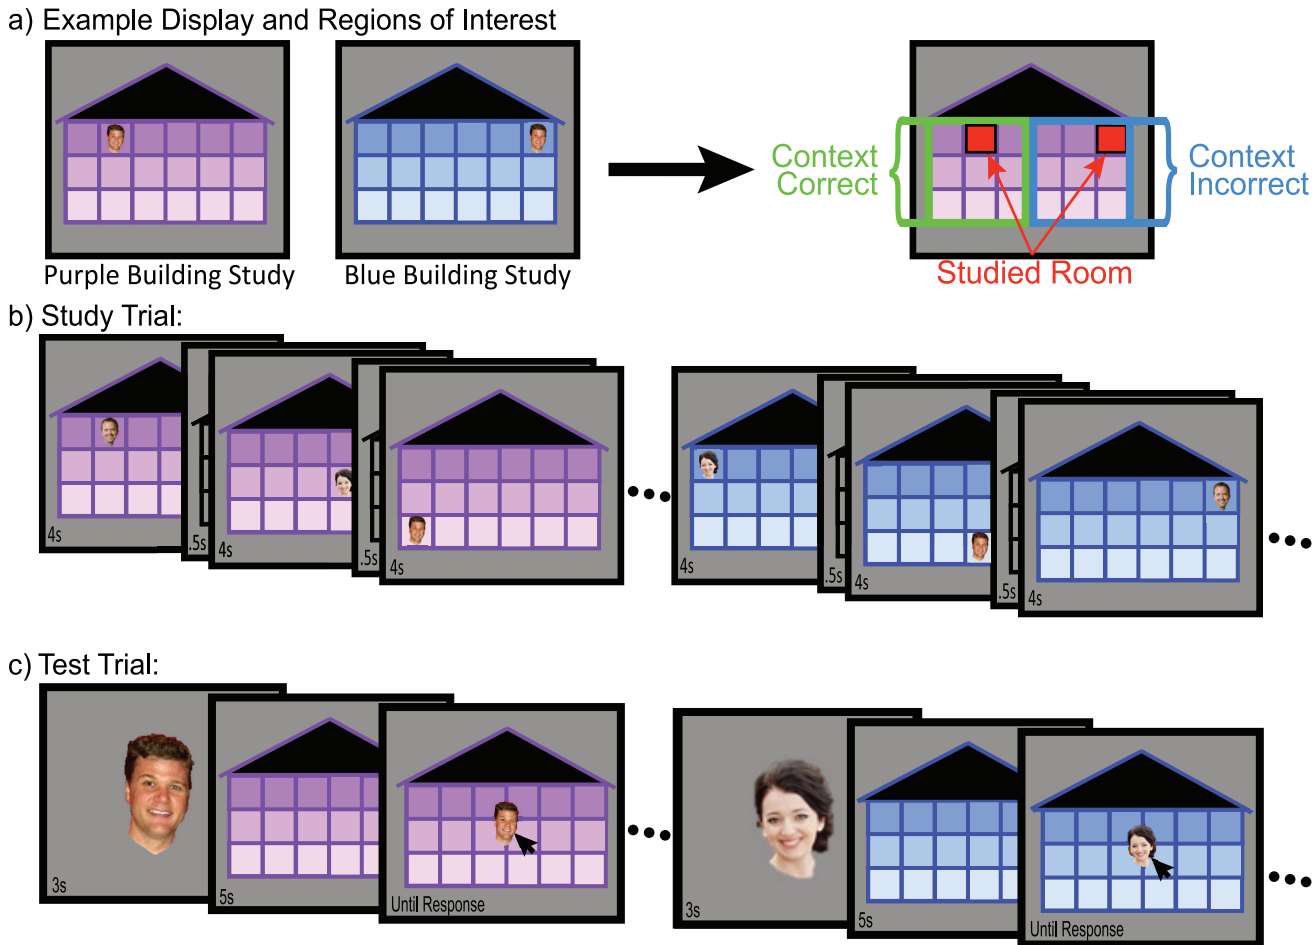 a) Example Display and Regions of Interest
Context
Correct
Context
Incorrect
Purple Building Study
Blue Building Study
Studied Room
b) Study Trial:
4s
.5s
4s
.5s
4s
4s
.5s
4s
.5s
4s
c) Test Trial:
3s
5s
Until Response
3s
5s
Until Response